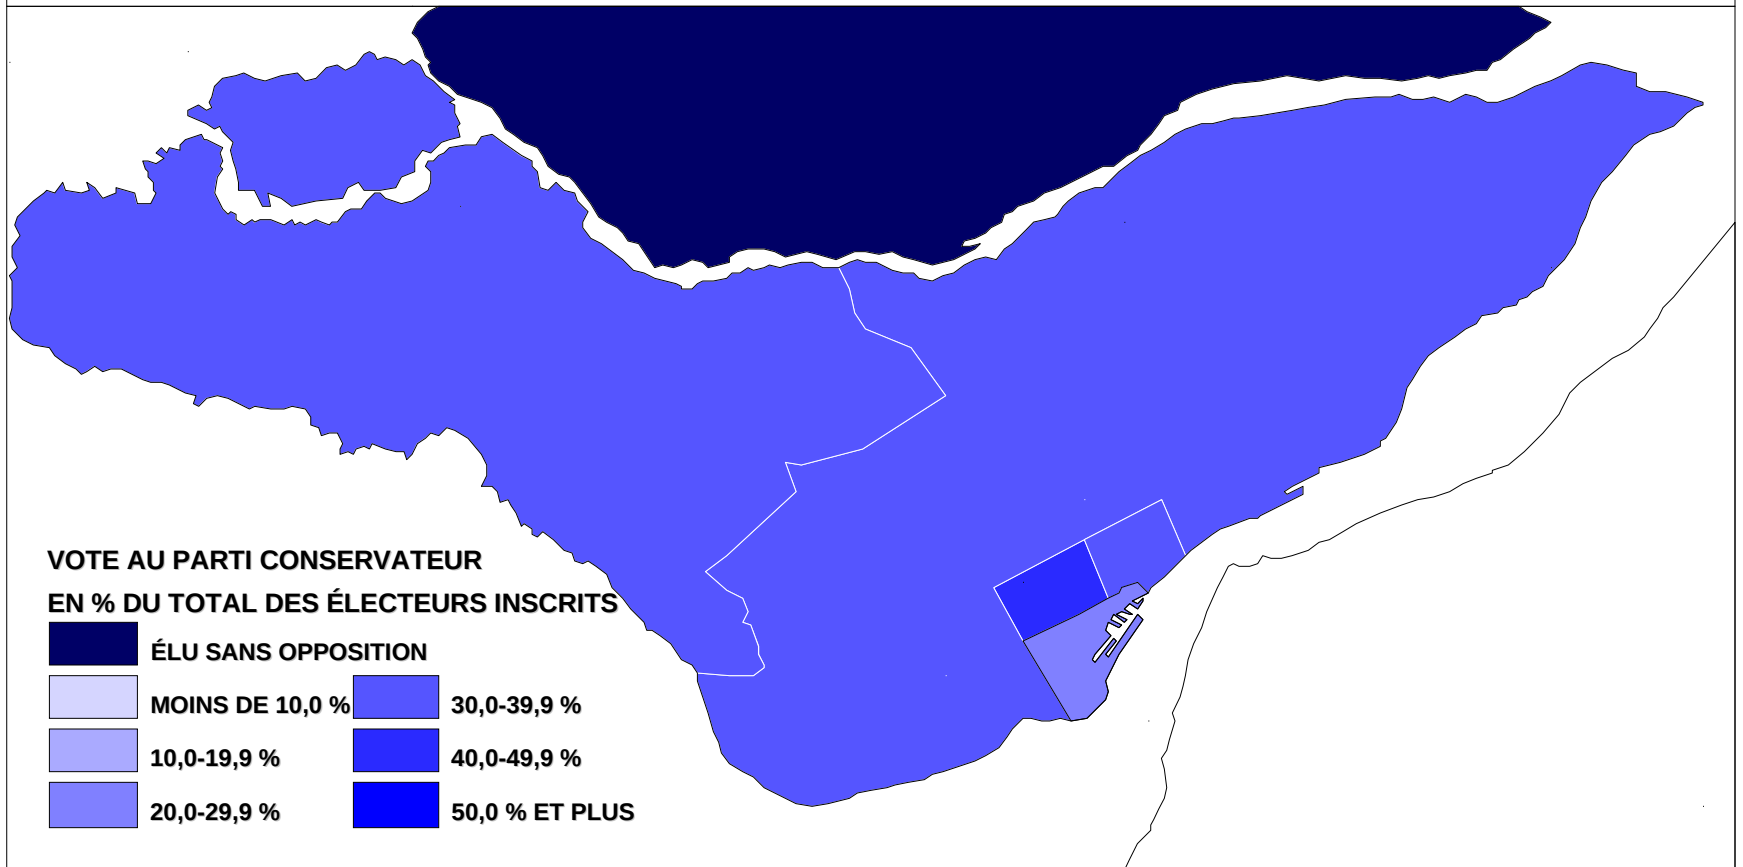 VOTE AU PARTI CONSERVATEUR
EN % DU TOTAL DES ÉLECTEURS INSCRITS
ÉLU SANS OPPOSITION
MOINS DE 10,0 %
30,0-39,9 %
10,0-19,9 %
40,0-49,9 %
20,0-29,9 %
50,0 % ET PLUS